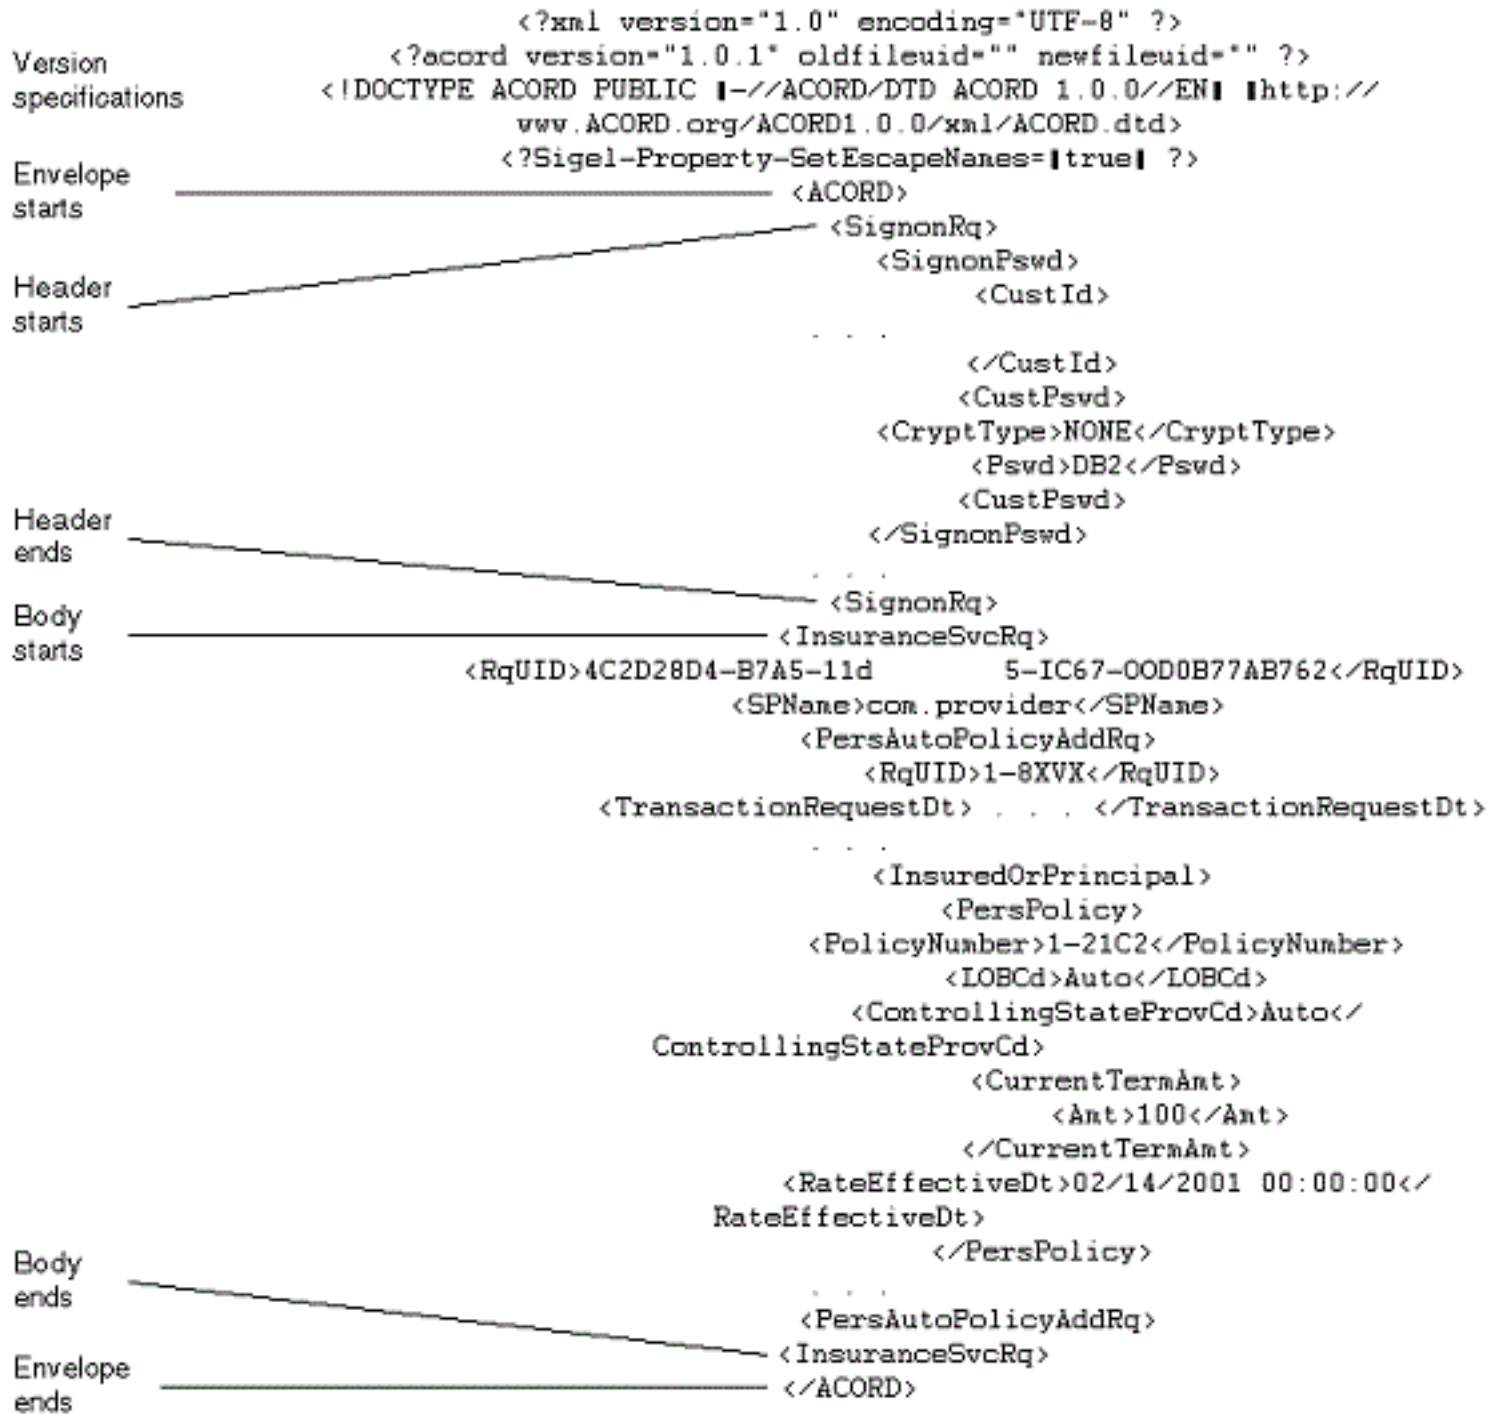 <?xml version="1.0" encoding="UTF-8" ?>
Version
specifications
<?acord version="1.0.1" oldfileuid="" newfileuid="" ?>
<!DOCTYPE ACORD PUBLIC ▮-//ACORD/DTD ACORD 1.0.0//EN▮ ▮http://
www.ACORD.org/ACORD1.0.0/xml/ACORD.dtd>
<?Sigel-Property-SetEscapeNames=▮true▮ ?>
Envelope
starts
<ACORD>
Header
starts
<SignonRq>
<SignonPswd>
<CustId>
. . .
</CustId>
<CustPswd>
<CryptType>NONE</CryptType>
<Pswd>DB2</Pswd>
<CustPswd>
</SignonPswd>
. . .
Header
ends
<SignonRq>
Body
starts
<InsuranceSvcRq>
<RqUID>4C2D28D4-B7A5-11d 5-IC67-OOD0B77AB762</RqUID>
<SPName>com.provider</SPName>
<PersAutoPolicyAddRq>
<RqUID>1-8XVX</RqUID>
<TransactionRequestDt> . . . </TransactionRequestDt>
. . .
<InsuredOrPrincipal>
<PersPolicy>
<PolicyNumber>1-21C2</PolicyNumber>
<LOBCd>Auto</LOBCd>
<ControllingStateProvCd>Auto</
ControllingStateProvCd>
<CurrentTermAmt>
<Amt>100</Amt>
</CurrentTermAmt>
<RateEffectiveDt>02/14/2001 00:00:00</
RateEffectiveDt>
</PersPolicy>
. . .
<PersAutoPolicyAddRq>
Body
ends
<InsuranceSvcRq>
Envelope
ends
</ACORD>